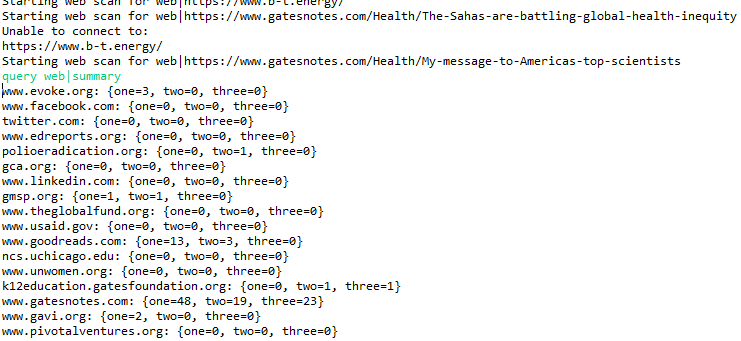 Starting web scan for web|https://www.b-t.energy/
Starting web scan for web|https://www.gatesnotes.com/Health/The-Sahas-are-battling-global-health-inequity
Unable to connect to:
https://www.b-t.energy/
Starting web scan for web|https://www.gatesnotes.com/Health/My-message-to-Americas-top-scientists
query web|summary
www.evoke.org: {one=3, two=0, three=0}
www.facebook.com: {one=0, two=0, three=0}
twitter.com: {one=0, two=0, three=0}
www.edreports.org: {one=0, two=0, three=0}
polioeradication.org: {one=0, two=1, three=0}
gca.org: {one=0, two=0, three=0}
www.linkedin.com: {one=0, two=0, three=0}
gmsp.org: {one=1, two=1, three=0}
www.theglobalfund.org: {one=0, two=0, three=0}
www.usaid.gov: {one=0, two=0, three=0}
www.goodreads.com: {one=13, two=3, three=0}
ncs.uchicago.edu: {one=0, two=0, three=0}
www.unwomen.org: {one=0, two=0, three=0}
k12education.gatesfoundation.org: {one=0, two=1, three=1}
www.gatesnotes.com: {one=48, two=19, three=23}
www.gavi.org: {one=2, two=0, three=0}
www.pivotalventures.org: {one=0, two=0, three=0}